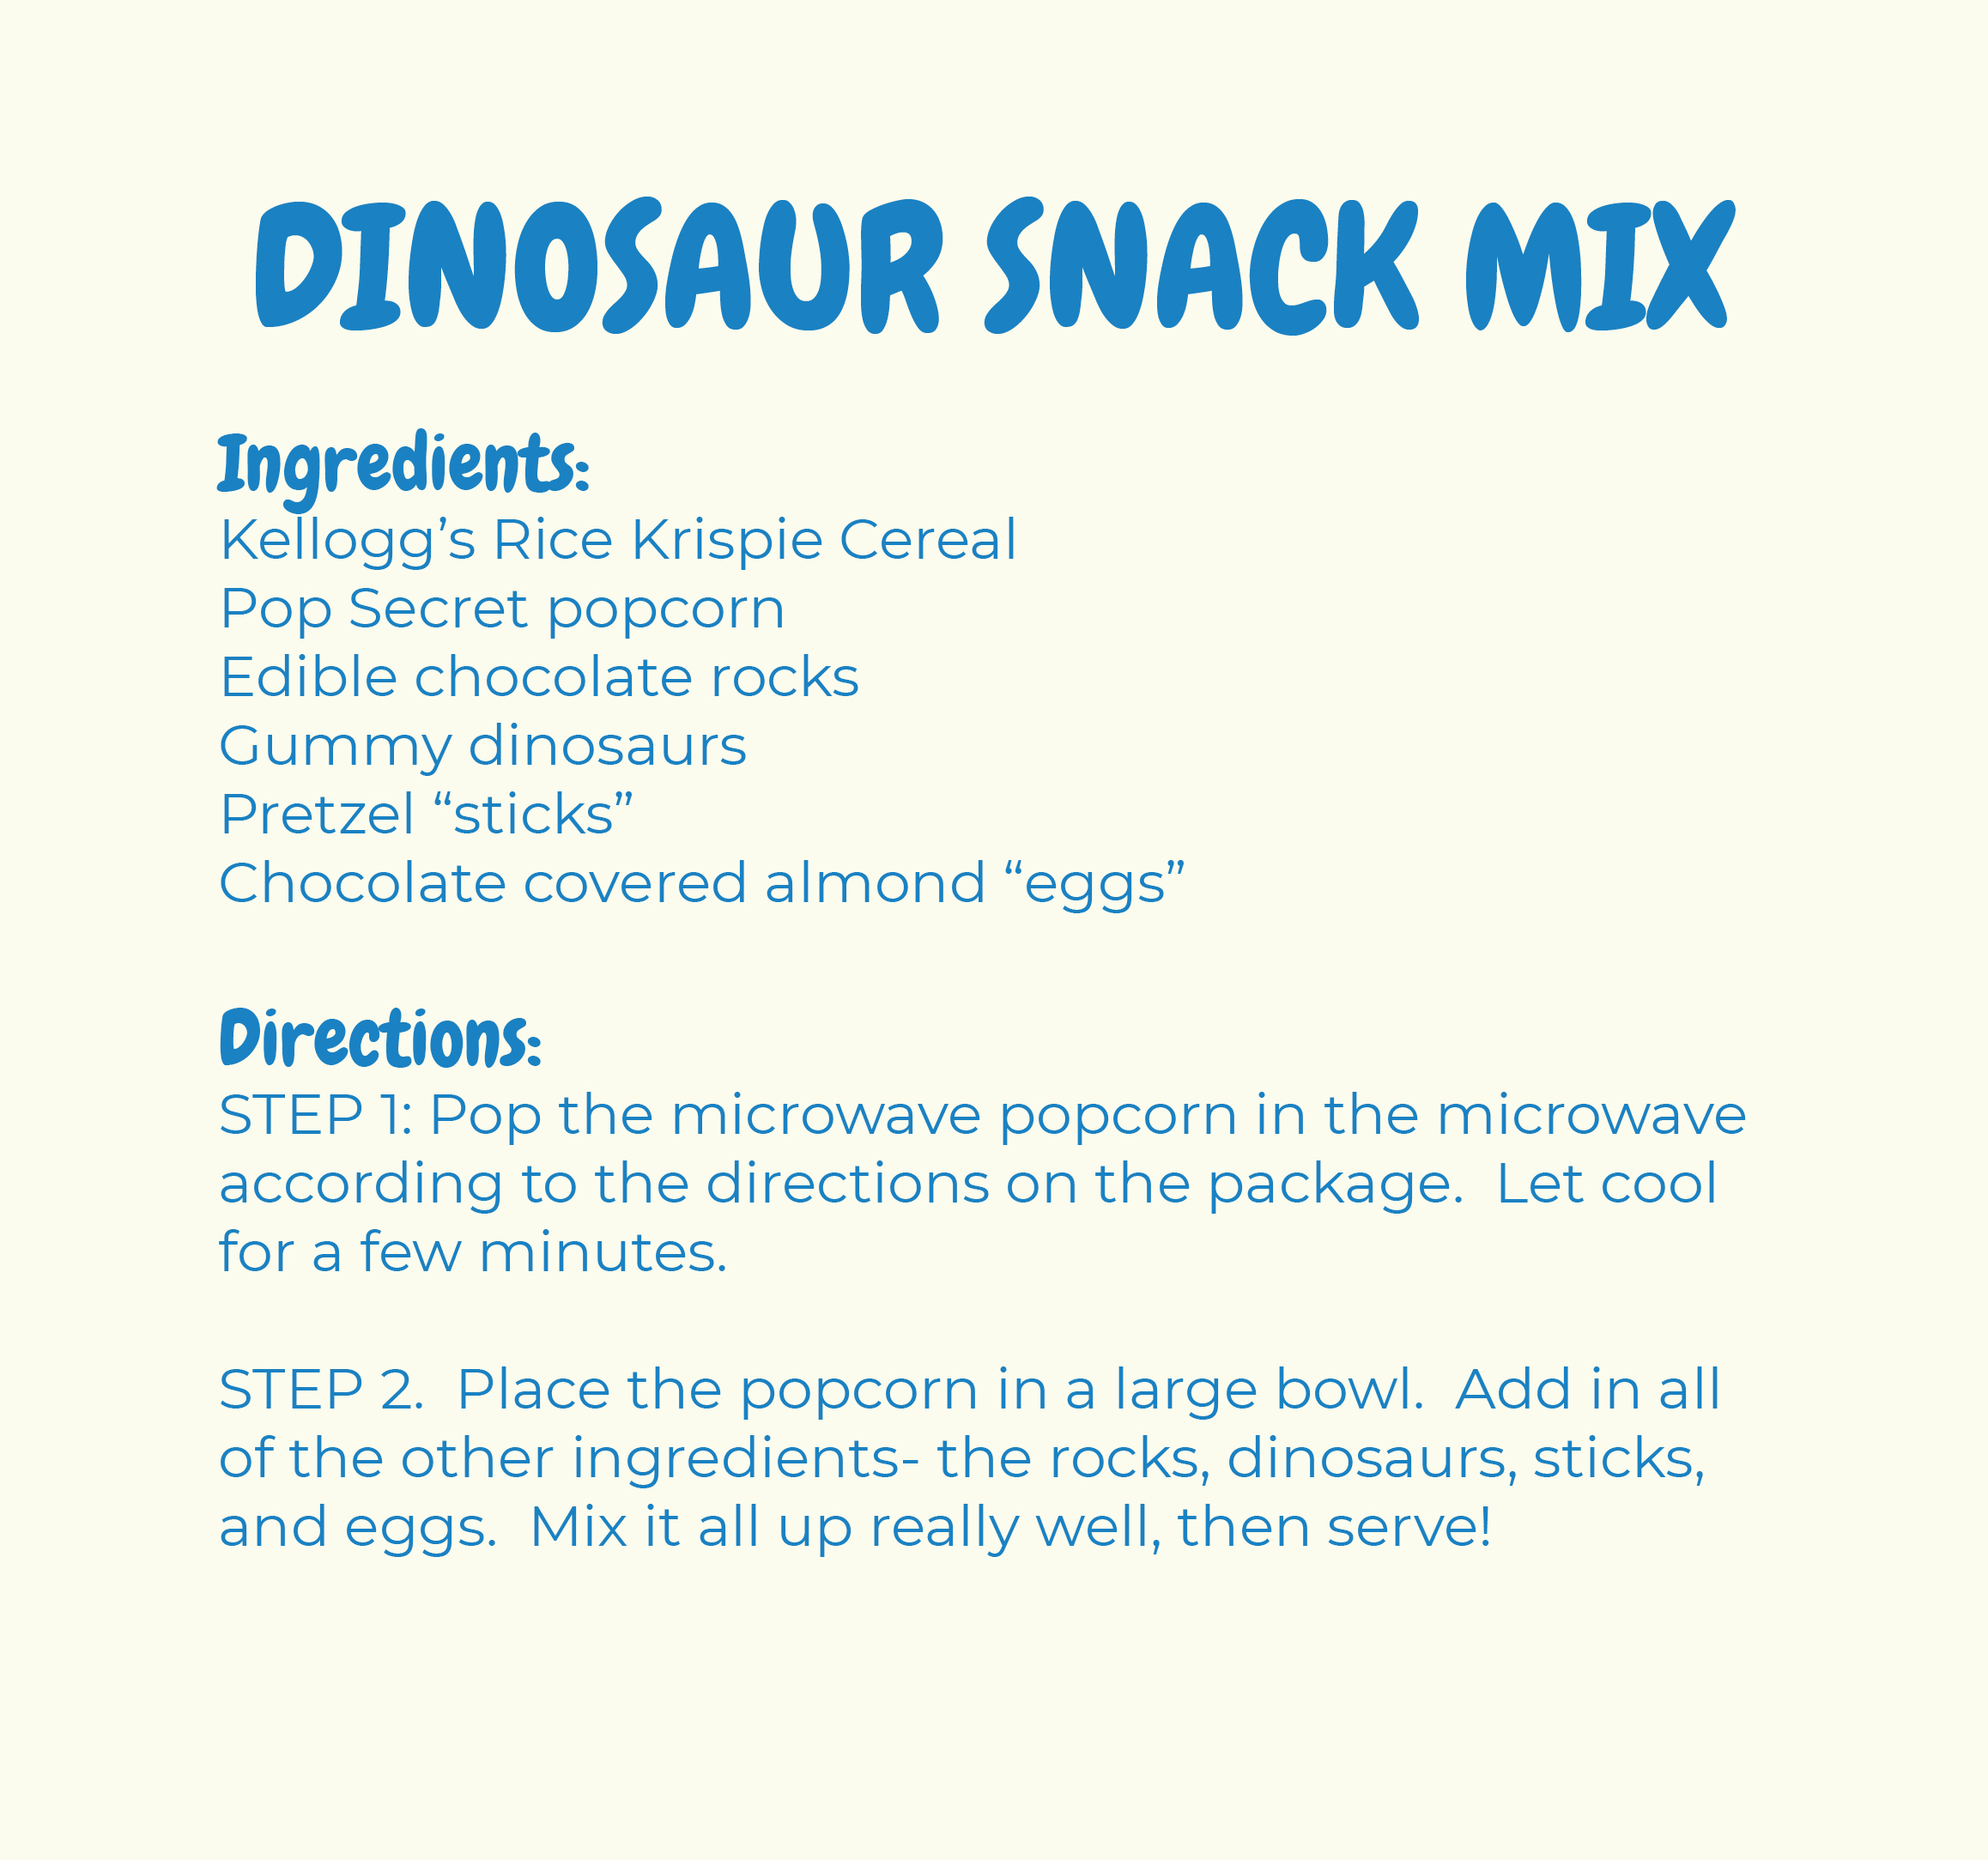 DINOSAUR SNACK MIX
Ingredients:
Kellogg’s Rice Krispie Cereal
Pop Secret popcorn
Edible chocolate rocks
Gummy dinosaurs
Pretzel “sticks”
Chocolate covered almond “eggs”
Directions:
STEP 1: Pop the microwave popcorn in the microwave
according to the directions on the package.  Let cool
for a few minutes.
STEP 2.  Place the popcorn in a large bowl.  Add in all
of the other ingredients- the rocks, dinosaurs, sticks,
and eggs.  Mix it all up really well, then serve!